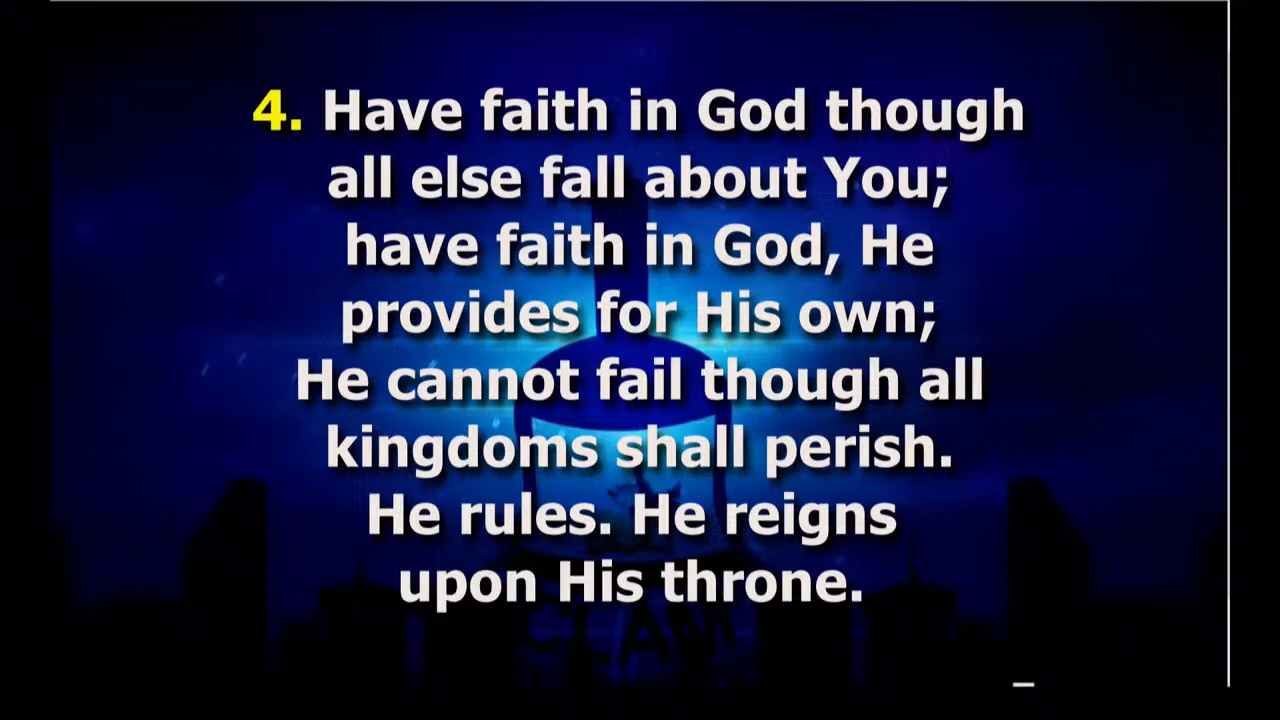 4. Have faith in God though
all else fall about You;
have faith in God, He
provides for His own;
He cannot fail though all
kingdoms shall perish.
He rules. He reigns
upon His throne.